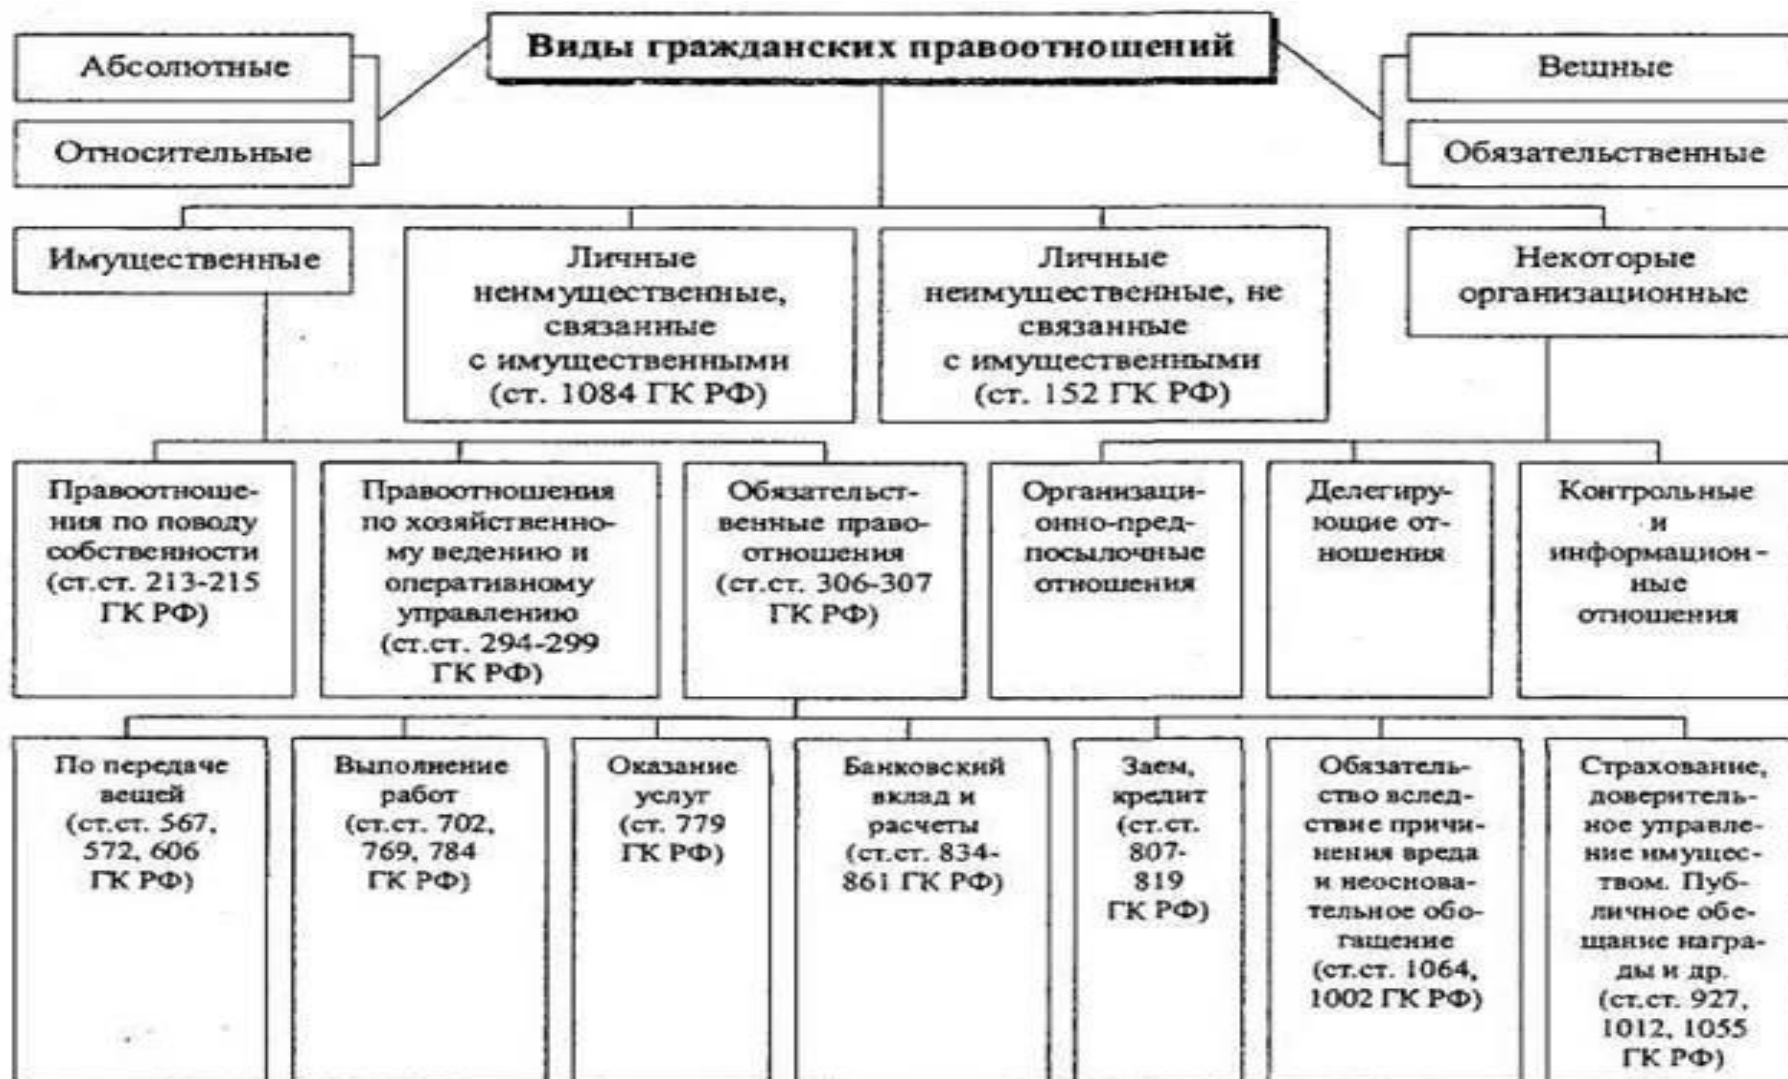 Виды гражданских правоотношений
Абсолютные
Относительные
Вещные
Обязательственные
Имущественные
Личные
неимущественные,
связанные
с имущественными
(ст. 1084 ГК РФ)
Личные
неимущественные, не
связанные
с имущественными
(ст. 152 ГК РФ)
Некоторые
организационные
Правоотноше-
ния по поводу
собственности
(ст.ст. 213-215
ГК РФ)
Правоотношения
по хозяйственно-
му ведению и
оперативному
управлению
(ст.ст. 294-299
ГК РФ)
Обязательст-
венные право-
отношения
(ст.ст. 306-307
ГК РФ)
Организаци-
онно-пред-
посылочные
отношения
Делегиру-
ющие от-
ношения
Контрольные
и
информацион-
ные
отношения
По передаче
вещей
(ст.ст. 567,
572, 606
ГК РФ)
Выполнение
работ
(ст.ст. 702,
769, 784
ГК РФ)
Оказание
услуг
(ст. 779
ГК РФ)
Банковский
вклад и
расчеты
(ст.ст. 834-
861 ГК РФ)
Заем,
кредит
(ст.ст.
807-
819
ГК РФ)
Обязатель-
ство вслед-
ствие причи-
нения вреда
и неоснова-
тельное обо-
гащение
(ст.ст. 1064,
1002 ГК РФ)
Страхование,
доверитель-
ное управле-
ние имущес-
твом. Пуб-
личное обе-
щание награ-
ды и др.
(ст.ст. 927,
1012, 1055
ГК РФ)